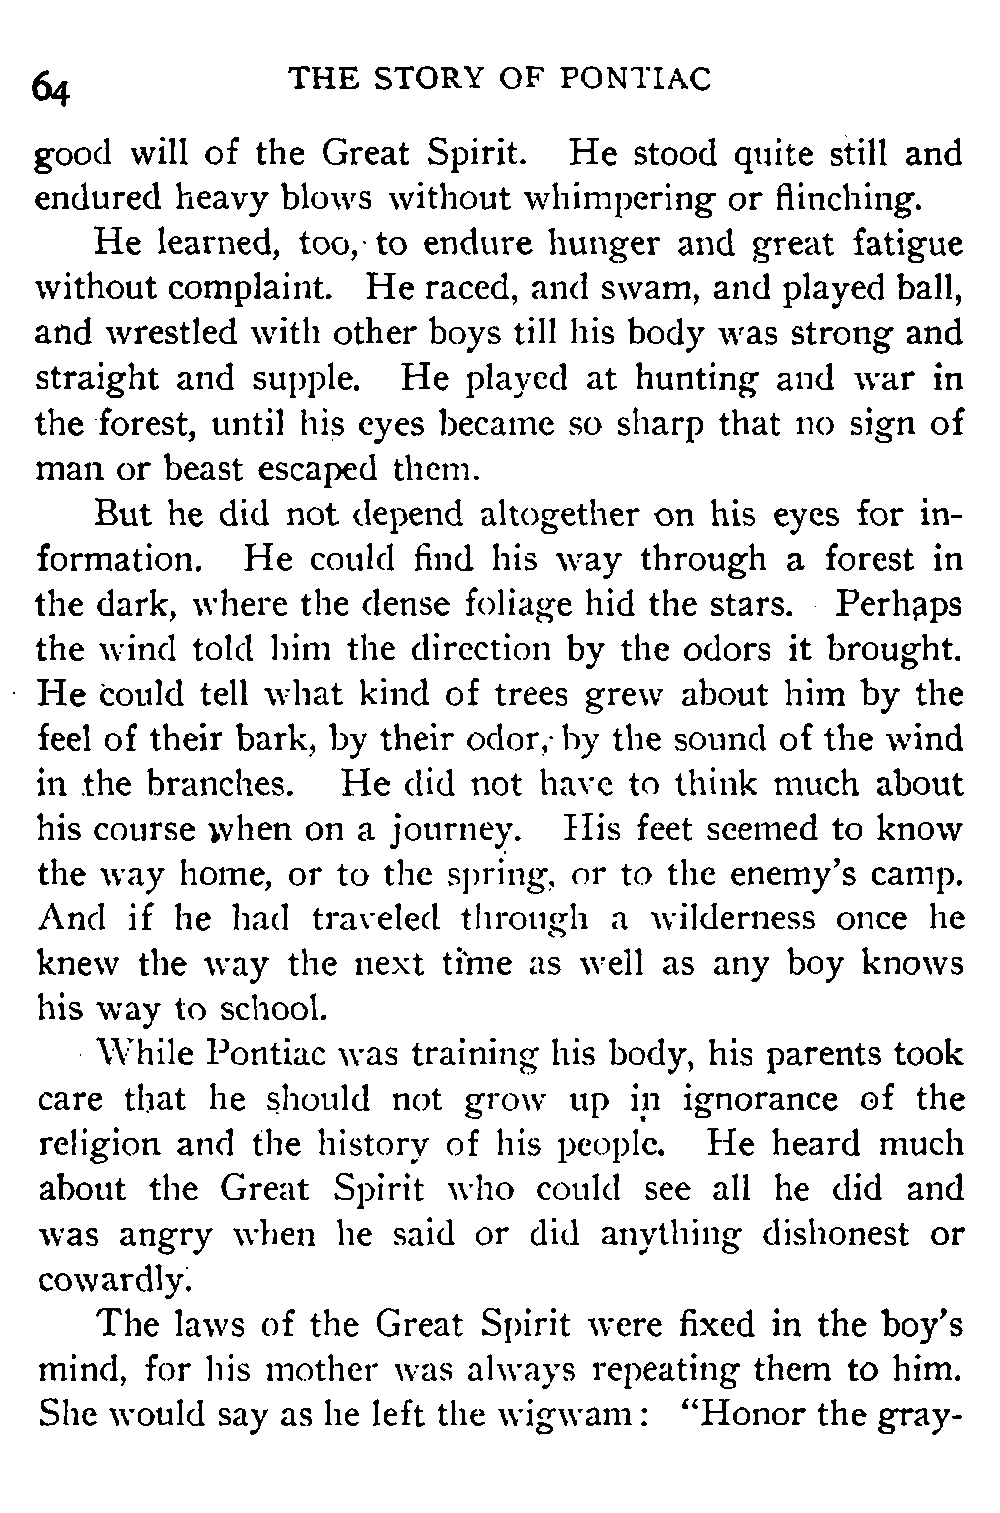 64 THE STORY OF PONTIAC
good will of the Great Spirit. He stood quite still and
endured heavy blows without whimpering or flinching.
He learned, too, to endure hunger and great fatigue
without complaint. He raced, and swam, and played ball,
and wrestled with other boys till his body was strong and
straight and supple. He played at hunting and war in
the forest, until his eyes became so sharp that no sign of
man or beast escaped them.
But he did not depend altogether on his eyes for in-
formation. He could find his way through a forest in
the dark, where the dense foliage hid the stars. Perhaps
the wind told him the direction by the odors it brought.
He could tell what kind of trees grew about him by the
feel of their bark, by their odor, by the sound of the wind
in the branches. He did not have to think much about
his course when on a journey. His feet seemed to know
the way home, or to the spring, or to the enemy's camp.
And if he had traveled through a wilderness once he
knew the way the next time as well as any boy knows
his way to school.
While Pontiac was training his body, his parents took
care that he should not grow up in ignorance of the
religion and the history of his people. He heard much
about the Great Spirit who could see all he did and
was angry when he said or did anything dishonest or
cowardly.
The laws of the Great Spirit were fixed in the boy's
mind, for his mother was always repeating them to him.
She would say as he left the wigwam: "Honor the gray-